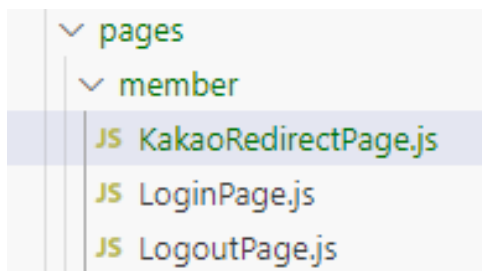 pages
member
JS KakaoRedirectPage.js
JS LoginPage.js
JS LogoutPage.js